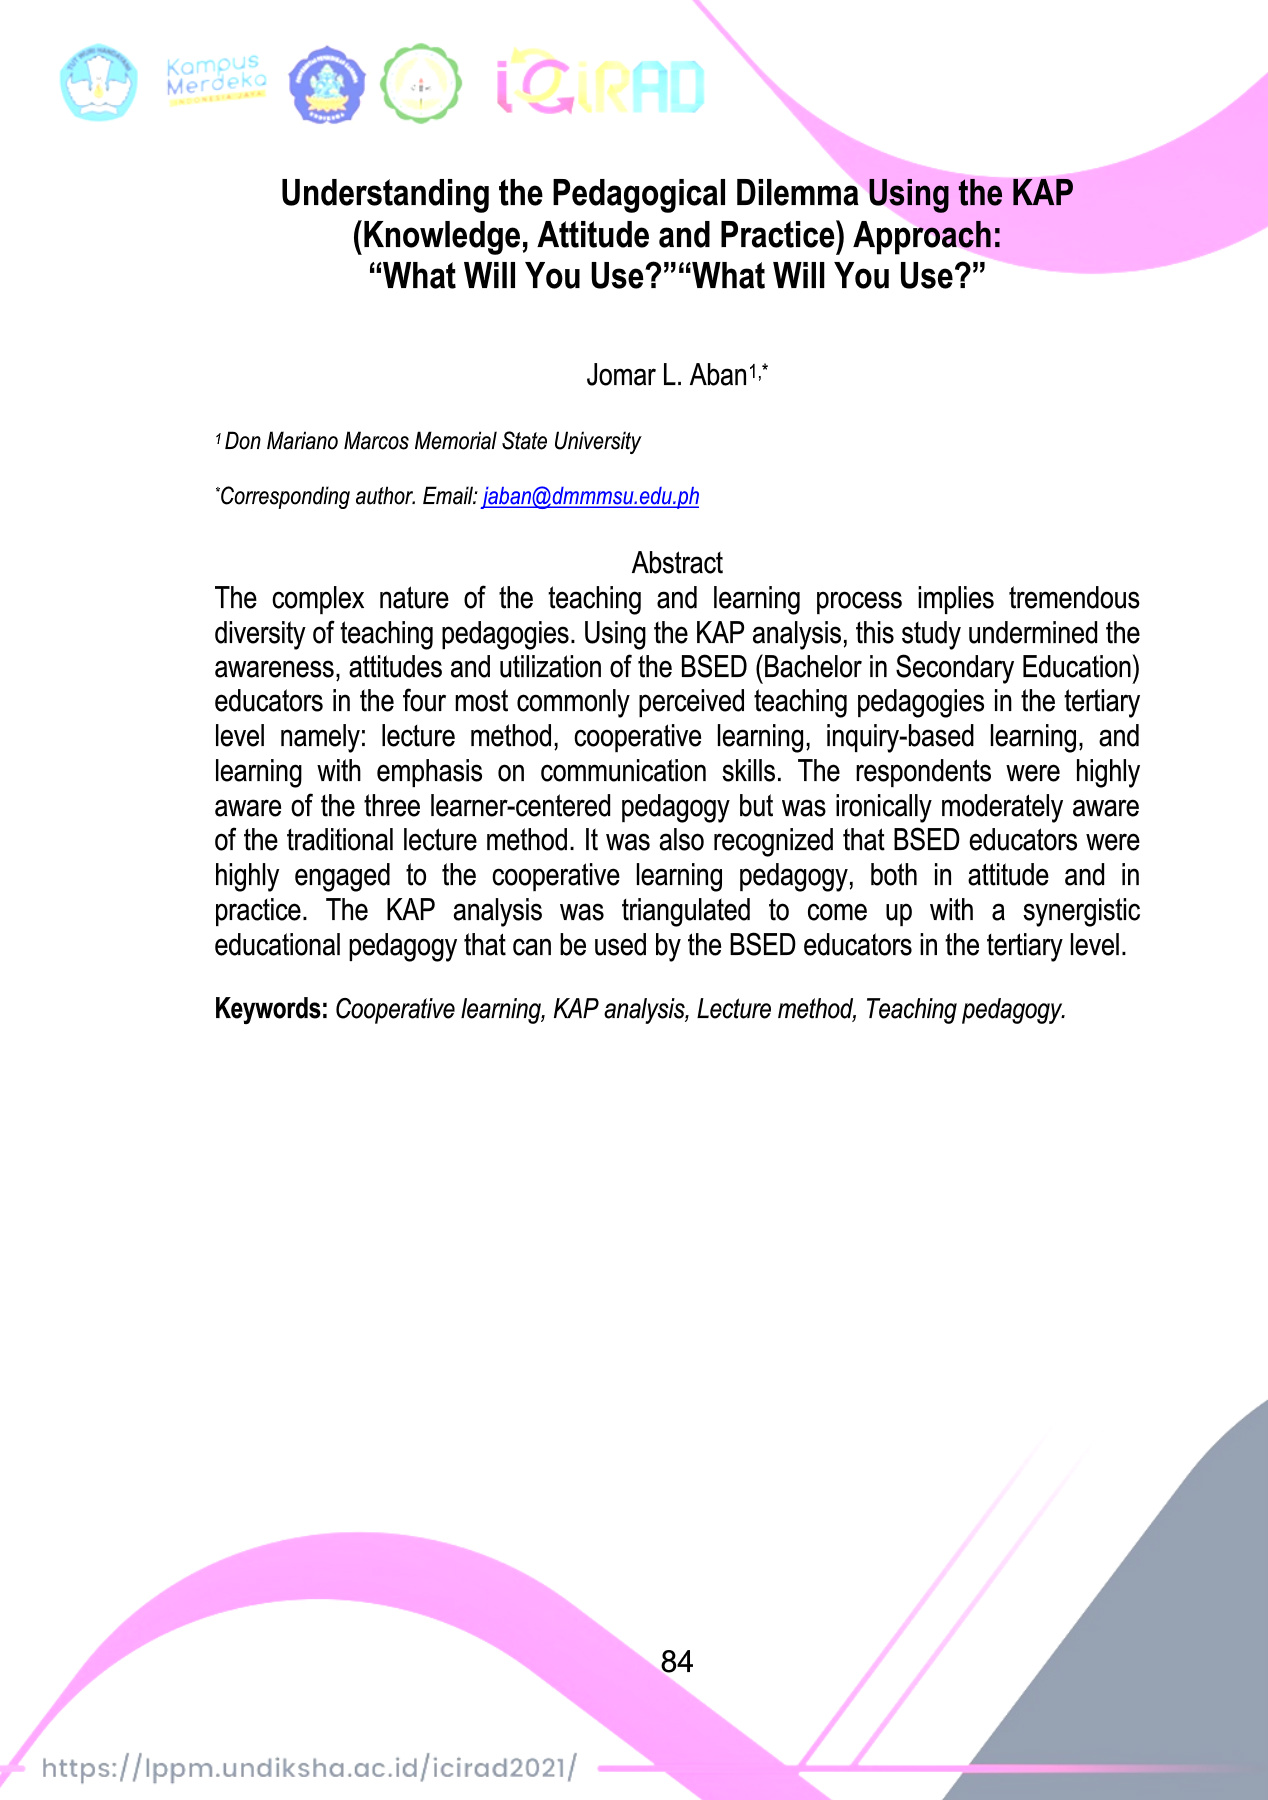 TUT WURI HANDAYANI
Kampus
Merdeka
INDONESIA JAYA
iCiRAD
Understanding the Pedagogical Dilemma Using the KAP
(Knowledge, Attitude and Practice) Approach:
“What Will You Use?”“What Will You Use?”
Jomar L. Aban1,*
1 Don Mariano Marcos Memorial State University
*Corresponding author. Email: jaban@dmmmsu.edu.ph
Abstract
The complex nature of the teaching and learning process implies tremendous
diversity of teaching pedagogies. Using the KAP analysis, this study undermined the
awareness, attitudes and utilization of the BSED (Bachelor in Secondary Education)
educators in the four most commonly perceived teaching pedagogies in the tertiary
level namely: lecture method, cooperative learning, inquiry-based learning, and
learning with emphasis on communication skills. The respondents were highly
aware of the three learner-centered pedagogy but was ironically moderately aware
of the traditional lecture method. It was also recognized that BSED educators were
highly engaged to the cooperative learning pedagogy, both in attitude and in
practice. The KAP analysis was triangulated to come up with a synergistic
educational pedagogy that can be used by the BSED educators in the tertiary level.
Keywords: Cooperative learning, KAP analysis, Lecture method, Teaching pedagogy.
84
https://lppm.undiksha.ac.id/icirad2021/